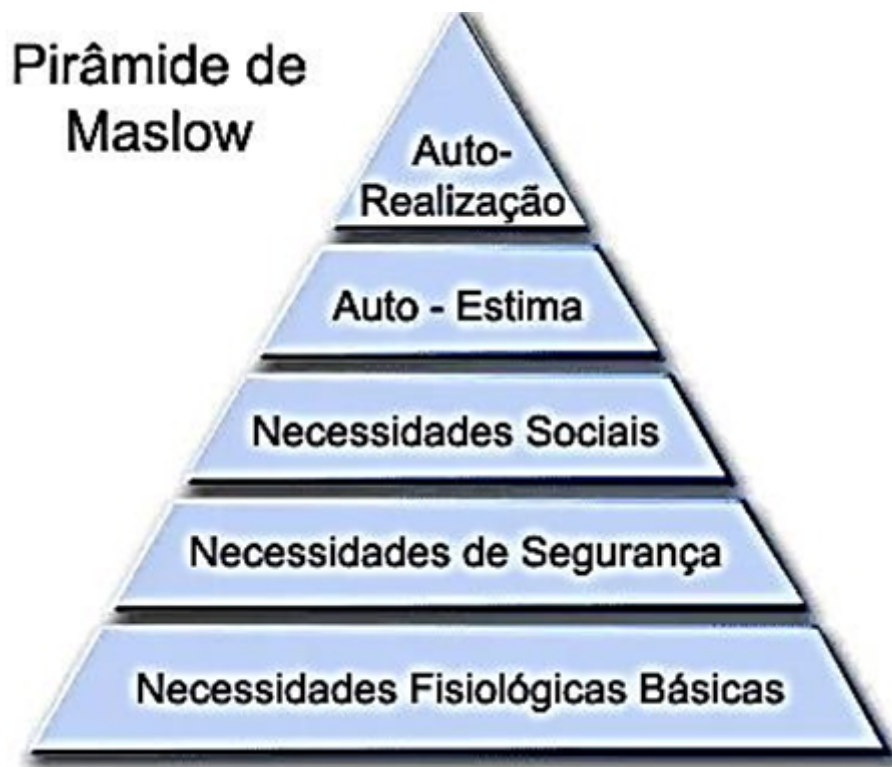 Pirâmide de
Maslow
Auto-
Realização
Auto - Estima
Necessidades Sociais
Necessidades de Segurança
Necessidades Fisiológicas Básicas